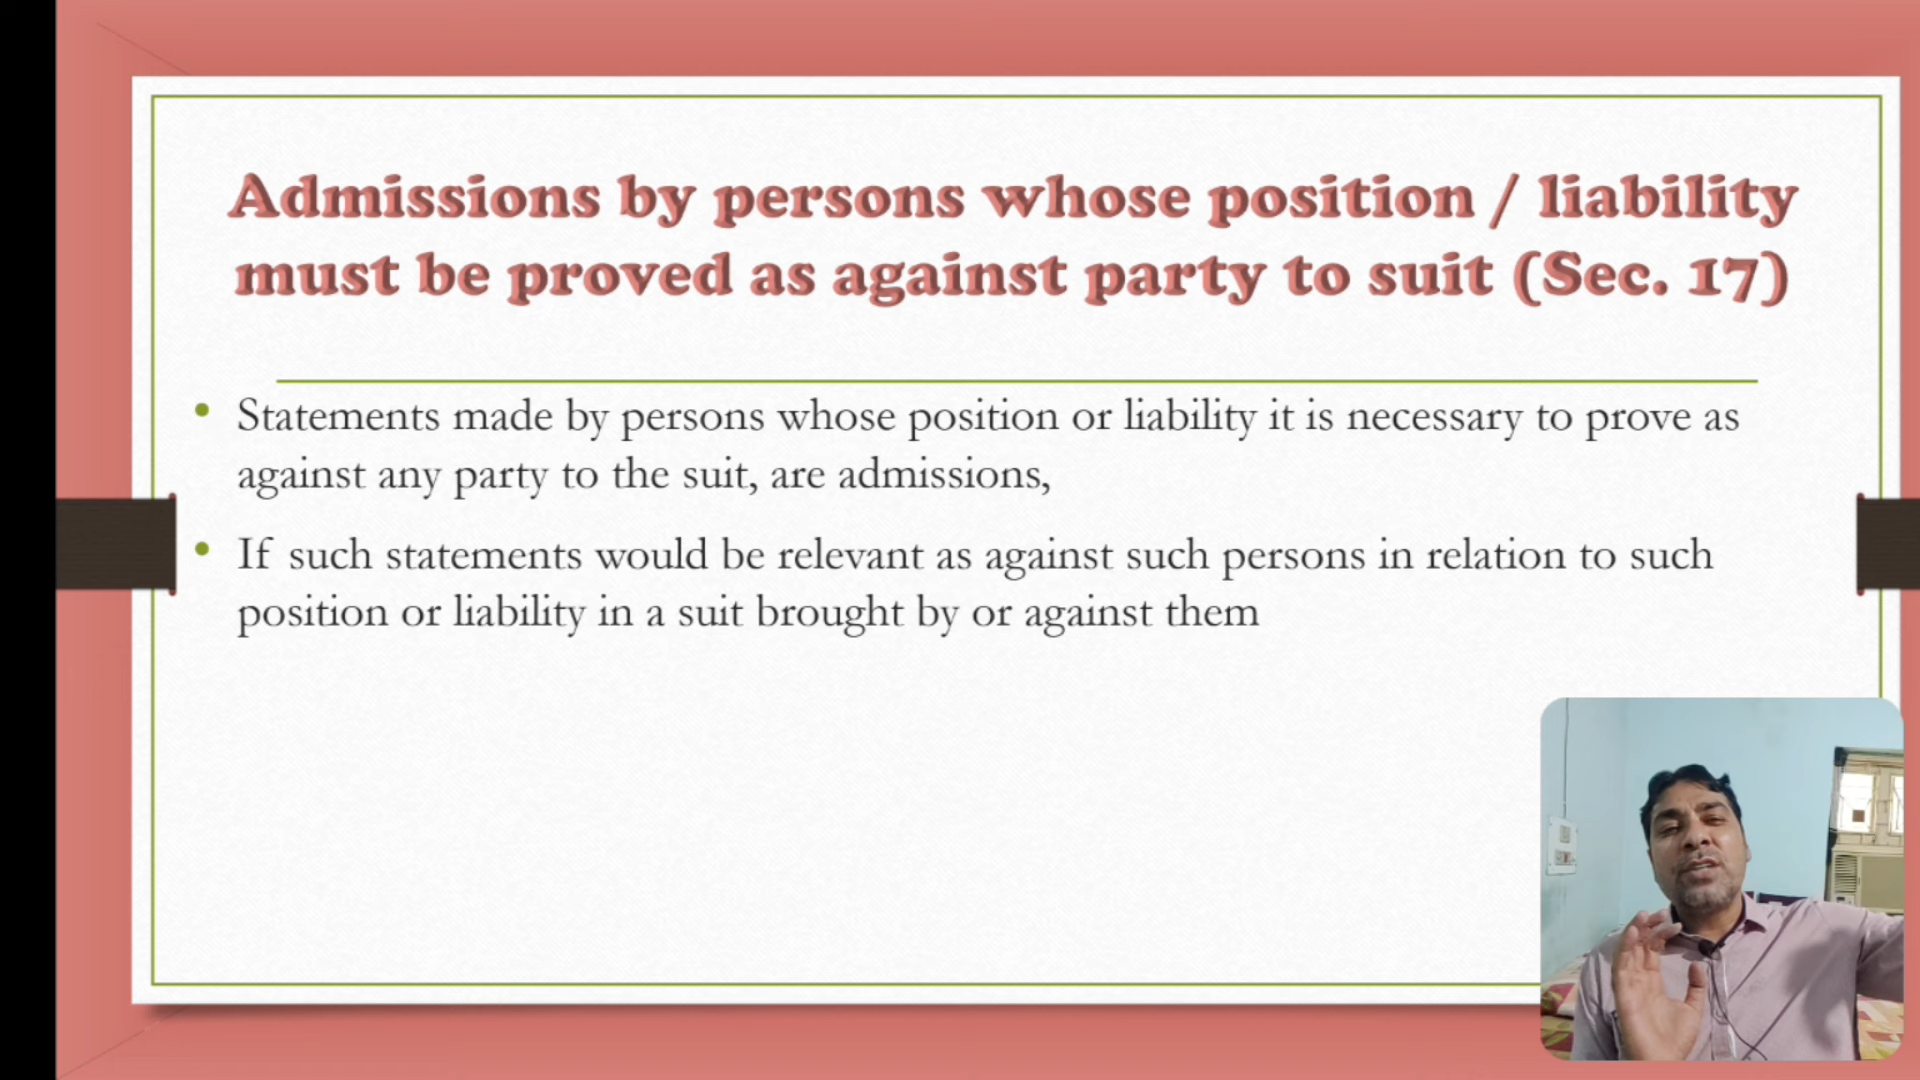 Admissions by persons whose position / liability
must be proved as against party to suit (Sec. 17)
• Statements made by persons whose position or liability it is necessary to prove as
against any party to the suit, are admissions,
• If such statements would be relevant as against such persons in relation to such
position or liability in a suit brought by or against them